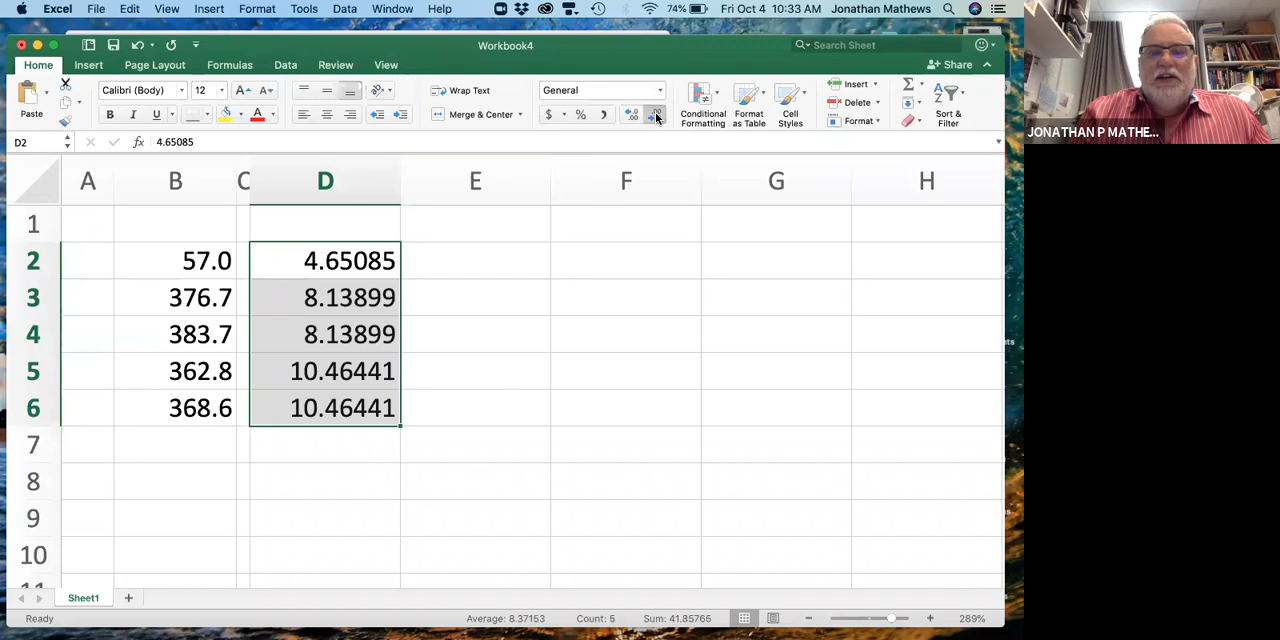 Excel File Edit View Insert Format Tools Data Window Help 74% Fri Oct 4 10:33 AM Jonathan Mathews
Workbook4
Search Sheet
Home Insert Page Layout Formulas Data Review View Share
Paste
Calibri (Body) 12 A A
B I U A
Wrap Text
Merge & Center
General
$ %
Conditional Formatting
Format as Table
Cell Styles
Insert
Delete
Format
Sort & Filter
JONATHAN P MATHE...
D2 fx 4.65085
A B C D E F G H
1
2 57.0 4.65085
3 376.7 8.13899
4 383.7 8.13899
5 362.8 10.46441
6 368.6 10.46441
7
8
9
10
11
Sheet1
Ready Average: 8.37153 Count: 5 Sum: 41.85765 289%